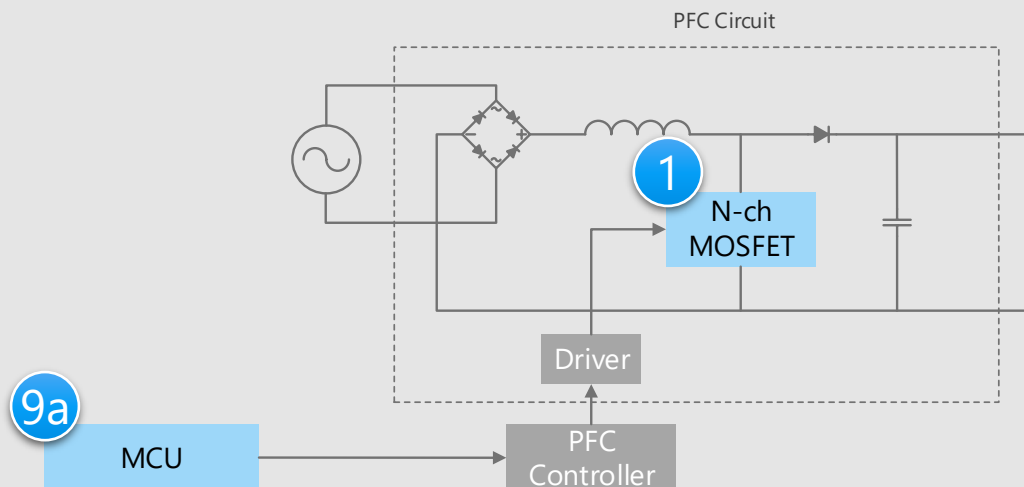 PFC Circuit
1
N-ch
MOSFET
Driver
9a
MCU
PFC
Controller